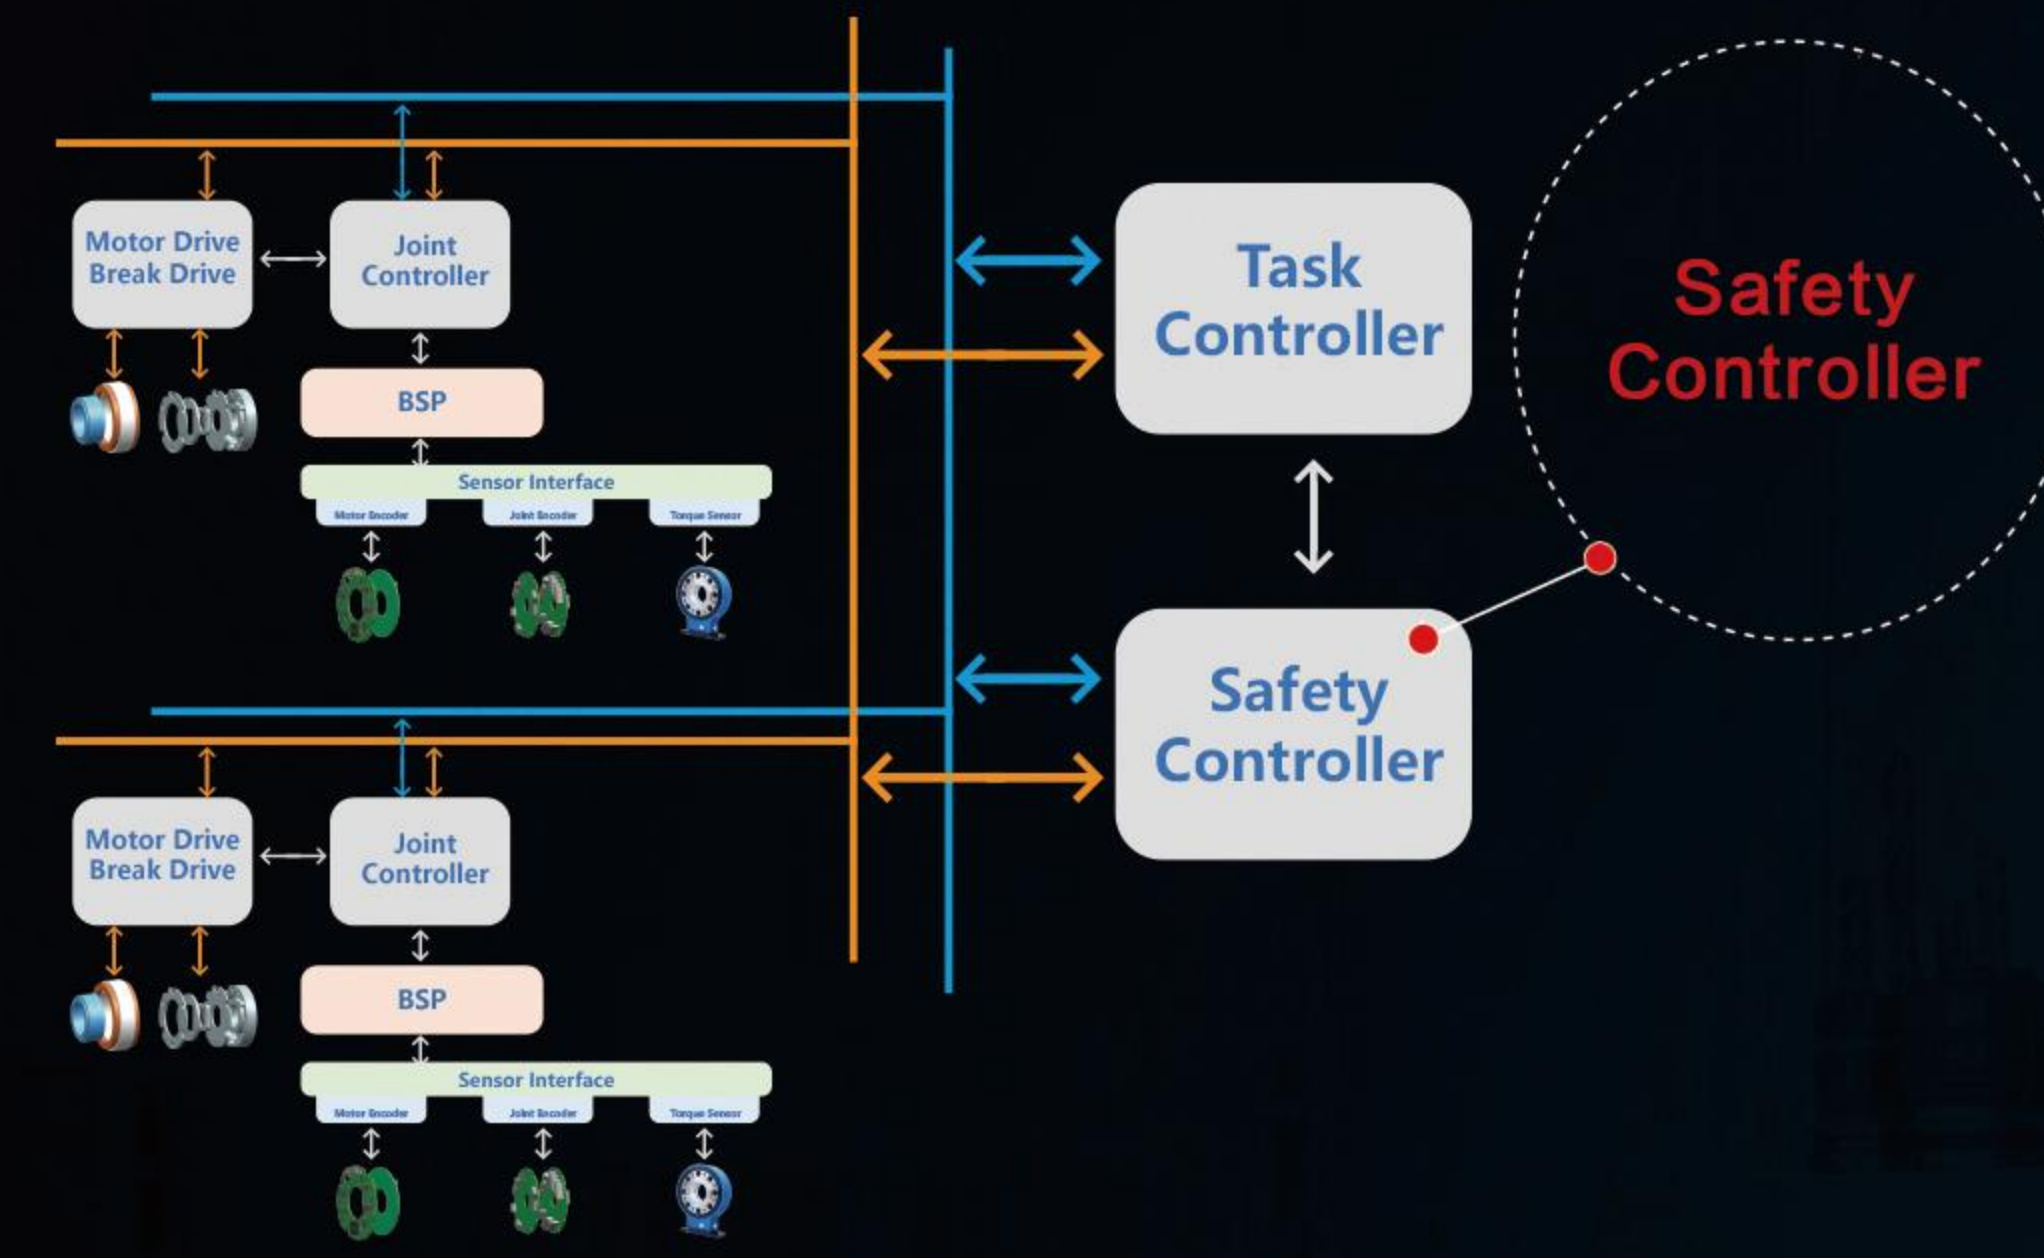 Motor Drive
Break Drive
Joint
Controller
BSP
Sensor Interface
Motor Encoder
Joint Encoder
Torque Sensor
Task
Controller
Safety
Controller
Safety
Controller
Motor Drive
Break Drive
Joint
Controller
BSP
Sensor Interface
Motor Encoder
Joint Encoder
Torque Sensor